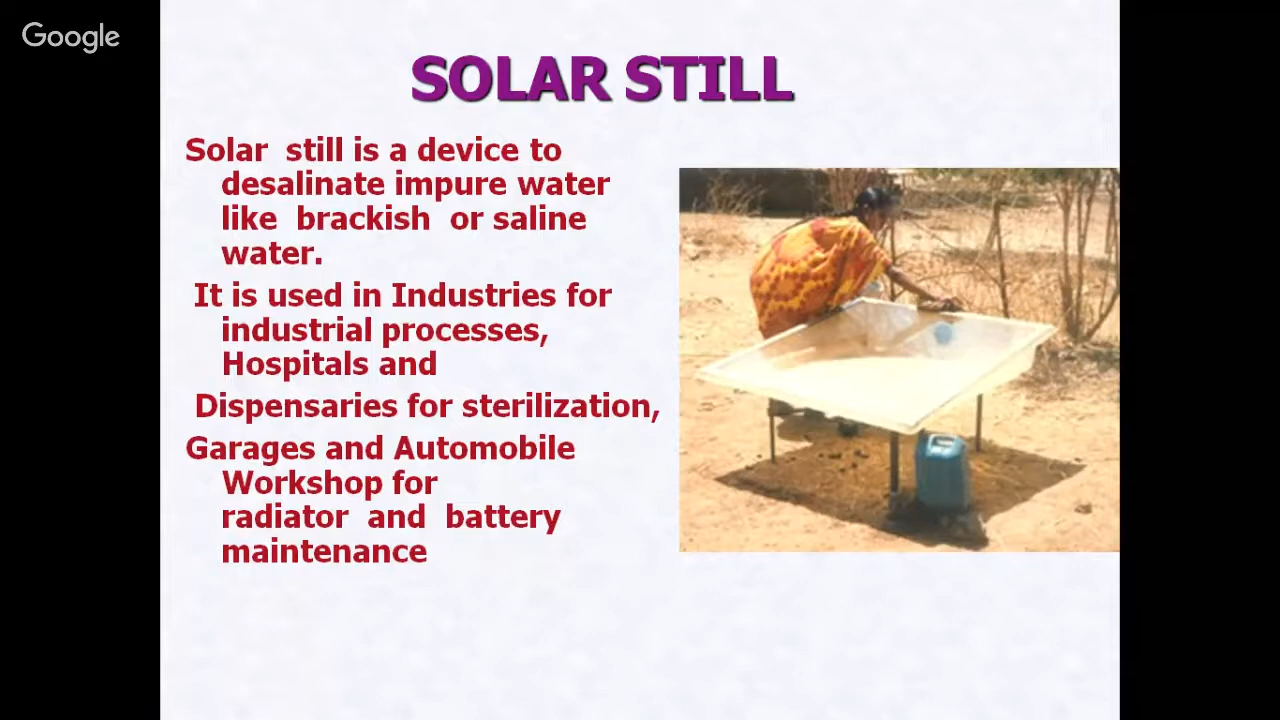 Google
SOLAR STILL
Solar still is a device to
desalinate impure water
like brackish or saline
water.
It is used in Industries for
industrial processes,
Hospitals and
Dispensaries for sterilization,
Garages and Automobile
Workshop for
radiator and battery
maintenance